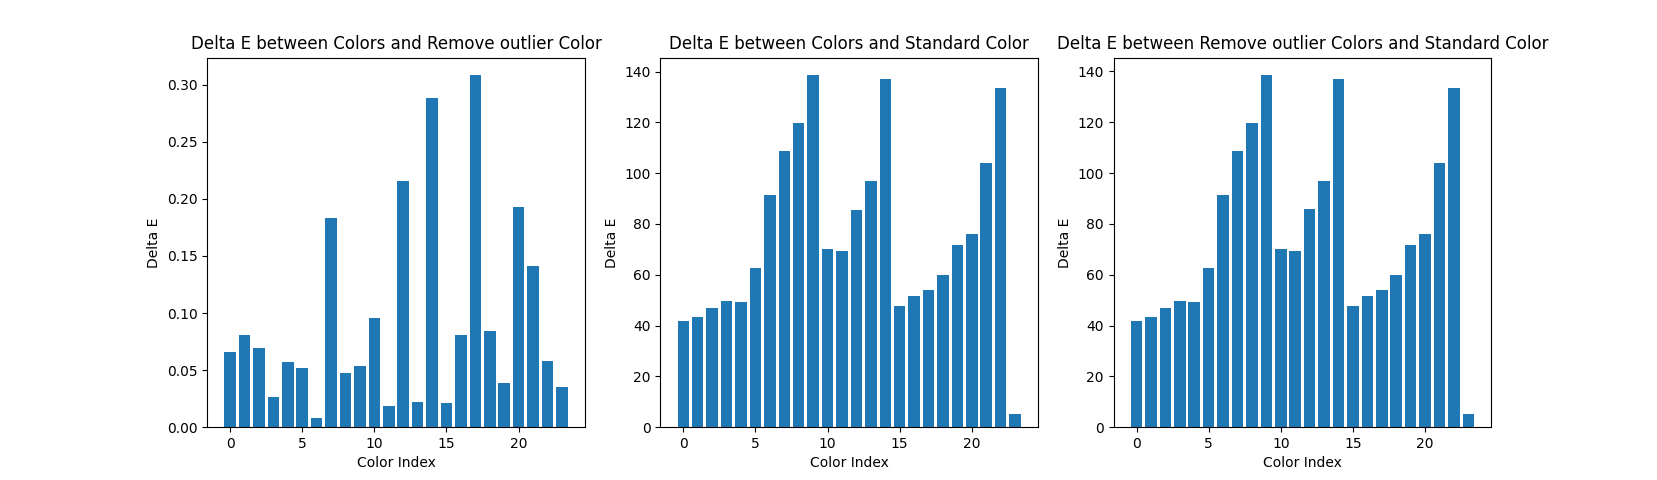 Delta E between Colors and Remove outlier Color
Delta E
0.30
0.25
0.20
0.15
0.10
0.05
0.00
0 5 10 15 20
Color Index
Delta E between Colors and Standard Color
Delta E
140
120
100
80
60
40
20
0
0 5 10 15 20
Color Index
Delta E between Remove outlier Colors and Standard Color
Delta E
140
120
100
80
60
40
20
0
0 5 10 15 20
Color Index